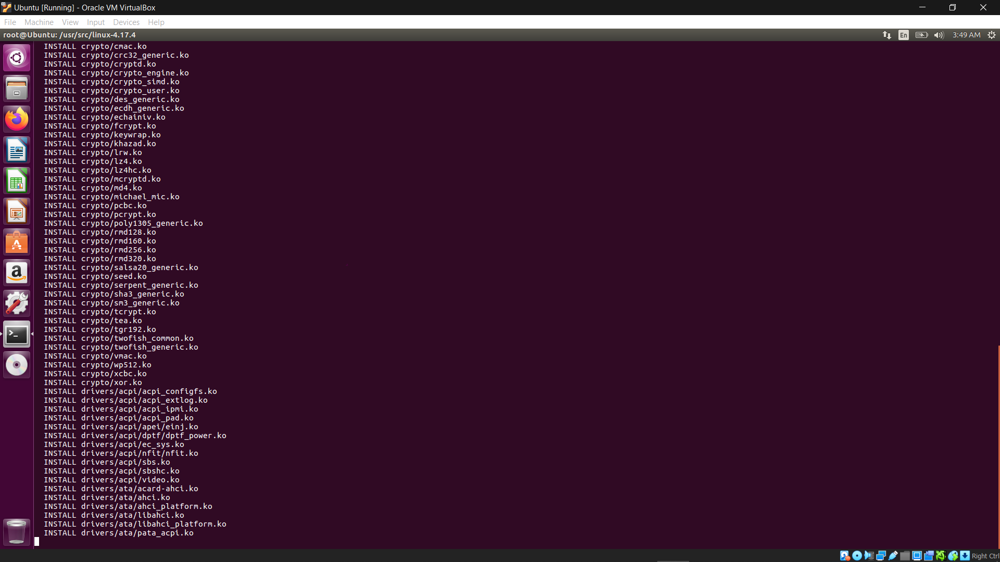 Ubuntu [Running] - Oracle VM VirtualBox
File Machine View Input Devices Help
root@Ubuntu: /usr/src/linux-4.17.4
En 3:49 AM
INSTALL crypto/cmac.ko
INSTALL crypto/crc32_generic.ko
INSTALL crypto/cryptd.ko
INSTALL crypto/crypto_engine.ko
INSTALL crypto/crypto_simd.ko
INSTALL crypto/crypto_user.ko
INSTALL crypto/des_generic.ko
INSTALL crypto/ecdh_generic.ko
INSTALL crypto/echainiv.ko
INSTALL crypto/fcrypt.ko
INSTALL crypto/keywrap.ko
INSTALL crypto/khazad.ko
INSTALL crypto/lrw.ko
INSTALL crypto/lz4.ko
INSTALL crypto/lz4hc.ko
INSTALL crypto/mcryptd.ko
INSTALL crypto/md4.ko
INSTALL crypto/michael_mic.ko
INSTALL crypto/pcbc.ko
INSTALL crypto/pcrypt.ko
INSTALL crypto/poly1305_generic.ko
INSTALL crypto/rmd128.ko
INSTALL crypto/rmd160.ko
INSTALL crypto/rmd256.ko
INSTALL crypto/rmd320.ko
INSTALL crypto/salsa20_generic.ko
INSTALL crypto/seed.ko
INSTALL crypto/serpent_generic.ko
INSTALL crypto/sha3_generic.ko
INSTALL crypto/sm3_generic.ko
INSTALL crypto/tcrypt.ko
INSTALL crypto/tea.ko
INSTALL crypto/tgr192.ko
INSTALL crypto/twofish_common.ko
INSTALL crypto/twofish_generic.ko
INSTALL crypto/vmac.ko
INSTALL crypto/wp512.ko
INSTALL crypto/xcbc.ko
INSTALL crypto/xor.ko
INSTALL drivers/acpi/acpi_configfs.ko
INSTALL drivers/acpi/acpi_extlog.ko
INSTALL drivers/acpi/acpi_ipmi.ko
INSTALL drivers/acpi/acpi_pad.ko
INSTALL drivers/acpi/apei/einj.ko
INSTALL drivers/acpi/dptf/dptf_power.ko
INSTALL drivers/acpi/ec_sys.ko
INSTALL drivers/acpi/nfit/nfit.ko
INSTALL drivers/acpi/sbs.ko
INSTALL drivers/acpi/sbshc.ko
INSTALL drivers/acpi/video.ko
INSTALL drivers/ata/acard-ahci.ko
INSTALL drivers/ata/ahci.ko
INSTALL drivers/ata/ahci_platform.ko
INSTALL drivers/ata/libahci.ko
INSTALL drivers/ata/libahci_platform.ko
INSTALL drivers/ata/pata_acpi.ko
Right Ctrl